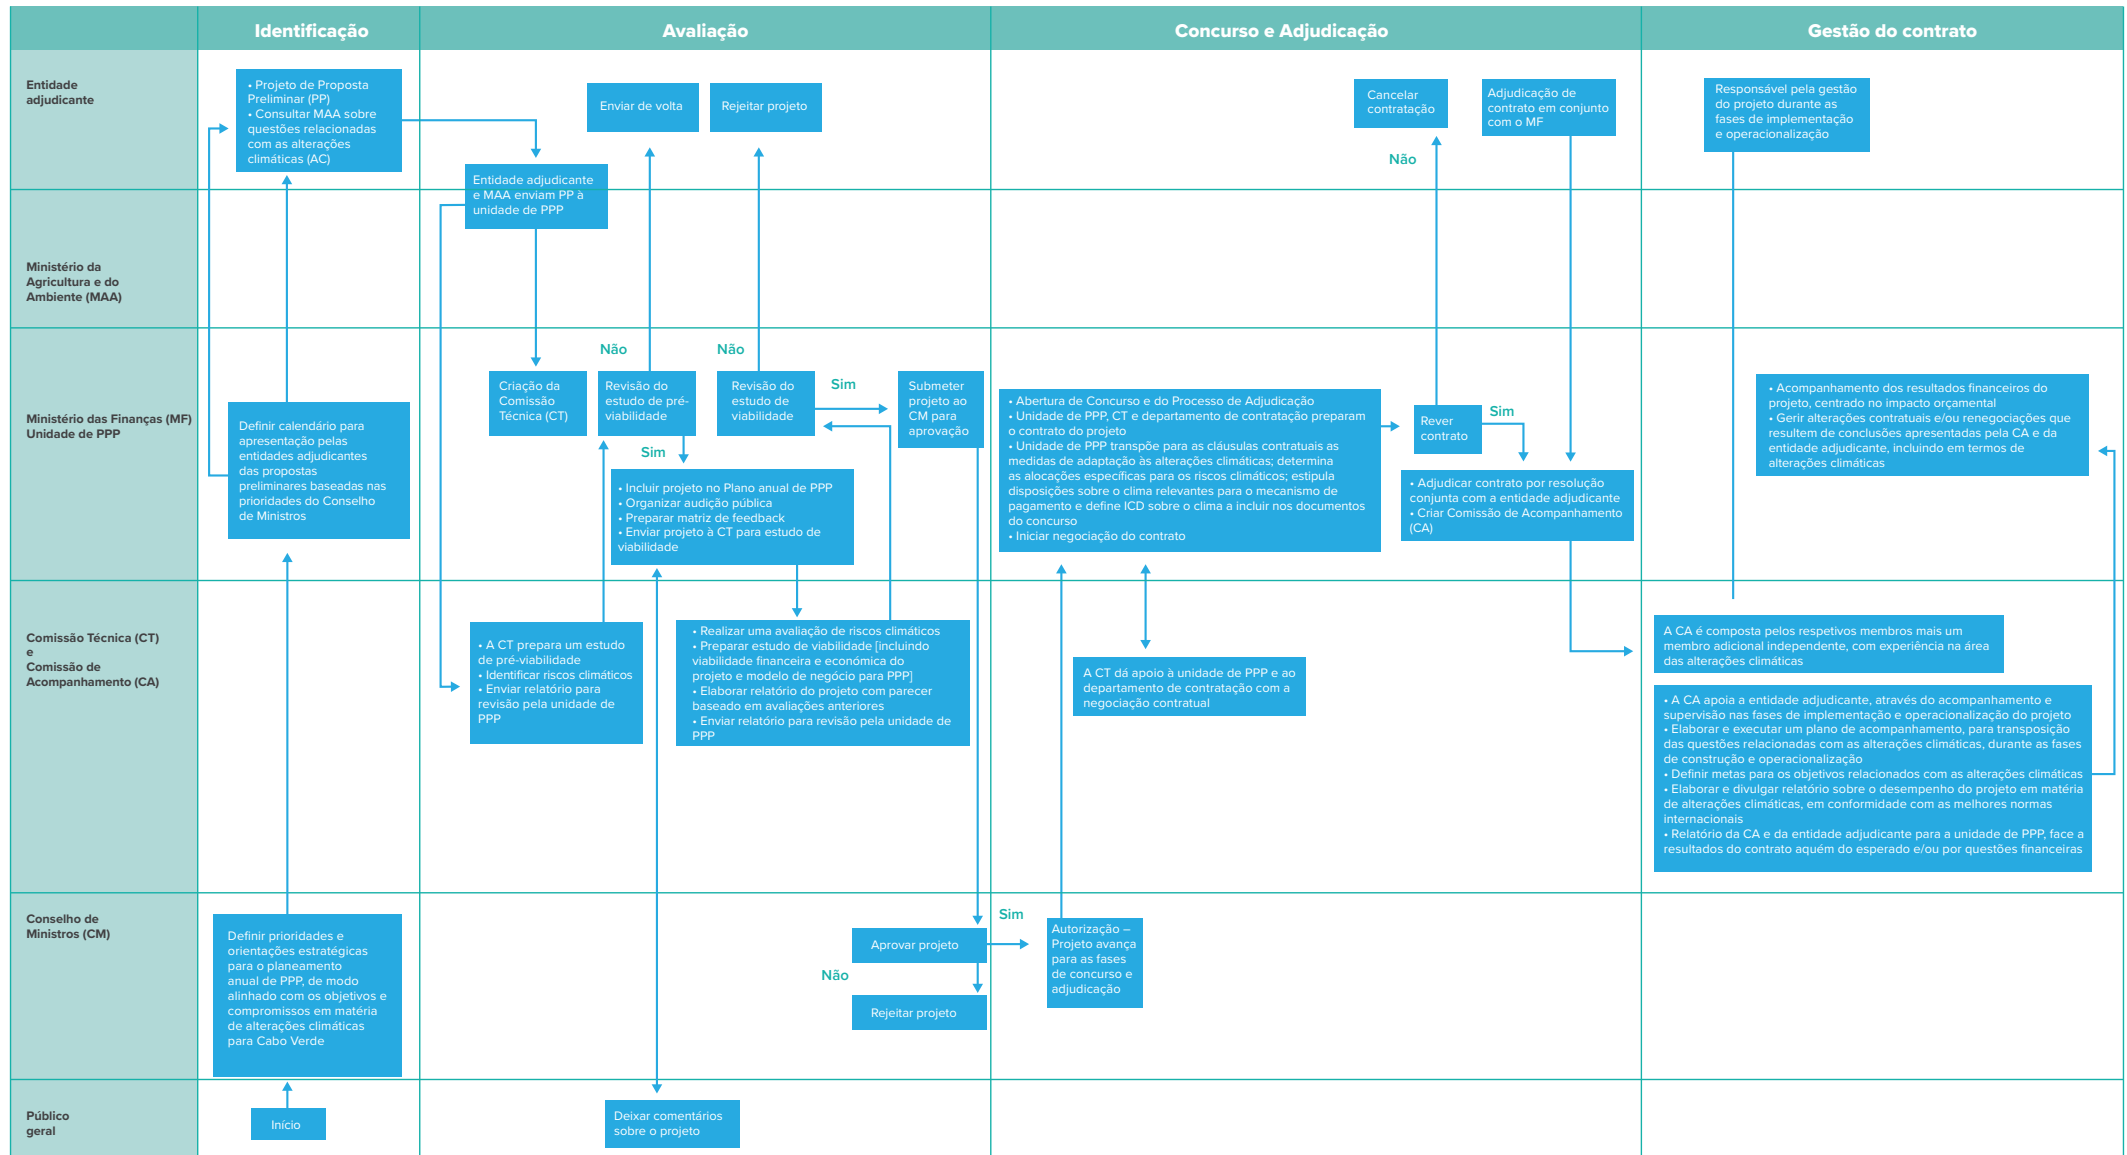 Identificação
Avaliação
Concurso e Adjudicação
Gestão do contrato
Entidade
adjudicante
• Projeto de Proposta
Preliminar (PP)
• Consultar MAA sobre
questões relacionadas
com as alterações
climáticas (AC)
Enviar de volta
Rejeitar projeto
Cancelar
contratação
Adjudicação de
contrato em conjunto
com o MF
Responsável pela gestão
do projeto durante as
fases de implementação
e operacionalização
Não
Entidade adjudicante
e MAA enviam PP à
unidade de PPP
Ministério da
Agricultura e do
Ambiente (MAA)
Ministério das Finanças (MF)
Unidade de PPP
Definir calendário para
apresentação pelas
entidades adjudicantes
das propostas
preliminares baseadas nas
prioridades do Conselho
de Ministros
Criação da
Comissão
Técnica (CT)
Não
Revisão do
estudo de pré-
viabilidade
Sim
Não
Revisão do
estudo de
viabilidade
Sim
Submeter
projeto ao
CM para
aprovação
• Incluir projeto no Plano anual de PPP
• Organizar audição pública
• Preparar matriz de feedback
• Enviar projeto à CT para estudo de
viabilidade
• Abertura de Concurso e do Processo de Adjudicação
• Unidade de PPP, CT e departamento de contratação preparam
o contrato do projeto
• Unidade de PPP transpõe para as cláusulas contratuais as
medidas de adaptação às alterações climáticas; determina
as alocações específicas para os riscos climáticos; estipula
disposições sobre o clima relevantes para o mecanismo de
pagamento e define ICD sobre o clima a incluir nos documentos
do concurso
• Iniciar negociação do contrato
Rever
contrato
Sim
• Adjudicar contrato por resolução
conjunta com a entidade adjudicante
• Criar Comissão de Acompanhamento
(CA)
• Acompanhamento dos resultados financeiros do
projeto, centrado no impacto orçamental
• Gerir alterações contratuais e/ou renegociações que
resultem de conclusões apresentadas pela CA e da
entidade adjudicante, incluindo em termos de
alterações climáticas
Comissão Técnica (CT)
e
Comissão de
Acompanhamento (CA)
• A CT prepara um estudo
de pré-viabilidade
• Identificar riscos climáticos
• Enviar relatório para
revisão pela unidade de
PPP
• Realizar uma avaliação de riscos climáticos
• Preparar estudo de viabilidade [incluindo
viabilidade financeira e económica do
projeto e modelo de negócio para PPP]
• Elaborar relatório do projeto com parecer
baseado em avaliações anteriores
• Enviar relatório para revisão pela unidade de
PPP
A CT dá apoio à unidade de PPP e ao
departamento de contratação com a
negociação contratual
A CA é composta pelos respetivos membros mais um
membro adicional independente, com experiência na área
das alterações climáticas
• A CA apoia a entidade adjudicante, através do acompanhamento e
supervisão nas fases de implementação e operacionalização do projeto
• Elaborar e executar um plano de acompanhamento, para transposição
das questões relacionadas com as alterações climáticas, durante as fases
de construção e operacionalização
• Definir metas para os objetivos relacionados com as alterações climáticas
• Elaborar e divulgar relatório sobre o desempenho do projeto em matéria
de alterações climáticas, em conformidade com as melhores normas
internacionais
• Relatório da CA e da entidade adjudicante para a unidade de PPP, face a
resultados do contrato aquém do esperado e/ou por questões financeiras
Conselho de
Ministros (CM)
Definir prioridades e
orientações estratégicas
para o planeamento
anual de PPP, de modo
alinhado com os objetivos e
compromissos em matéria
de alterações climáticas
para Cabo Verde
Aprovar projeto
Sim
Não
Rejeitar projeto
Autorização –
Projeto avança
para as fases
de concurso e
adjudicação
Público
geral
Início
Deixar comentários
sobre o projeto